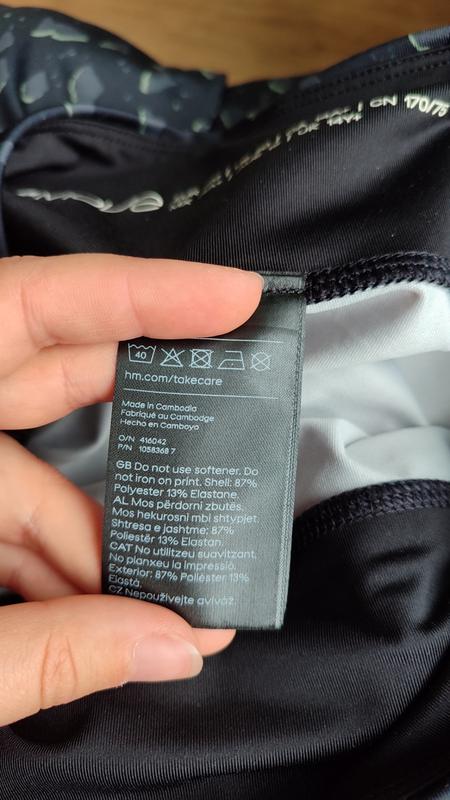 CN 170/76
40
hm.com/takecare
Made in Cambodia
Fabriqué au Cambodge
Hecho en Camboya
O/N 416042
P/N 1058368 7
GB Do not use softener. Do
not iron on print. Shell: 87%
Polyester 13% Elastane.
AL Mos përdorni zbutës.
Mos hekurosni mbi shtypjet.
Shtresa e jashtme: 87%
Poliestër 13% Elastan.
CAT No utilitzeu suavitzant.
No planxeu la impressió.
Exterior: 87% Polièster 13%
Elastà.
CZ Nepoužívejte aviváž.